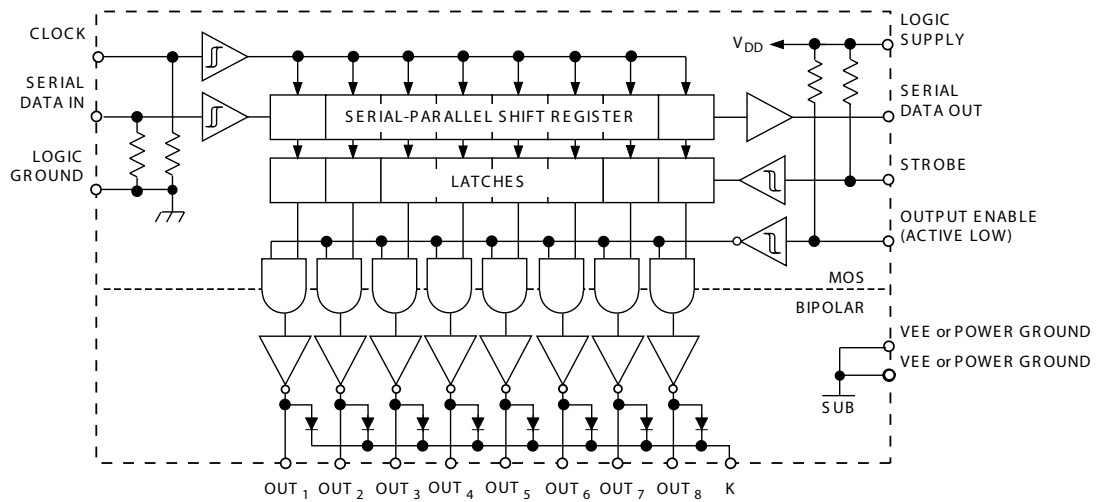 CLOCK
SERIAL
DATA IN
LOGIC
GROUND
V DD
LOGIC
SUPPLY
SERIAL
DATA OUT
STROBE
OUTPUT ENABLE
(ACTIVE LOW)
SERIAL-PARALLEL SHIFT REGISTER
LATCHES
MOS
BIPOLAR
VEE or POWER GROUND
VEE or POWER GROUND
SUB
OUT 1 OUT 2 OUT 3 OUT 4 OUT 5 OUT 6 OUT 7 OUT 8 K